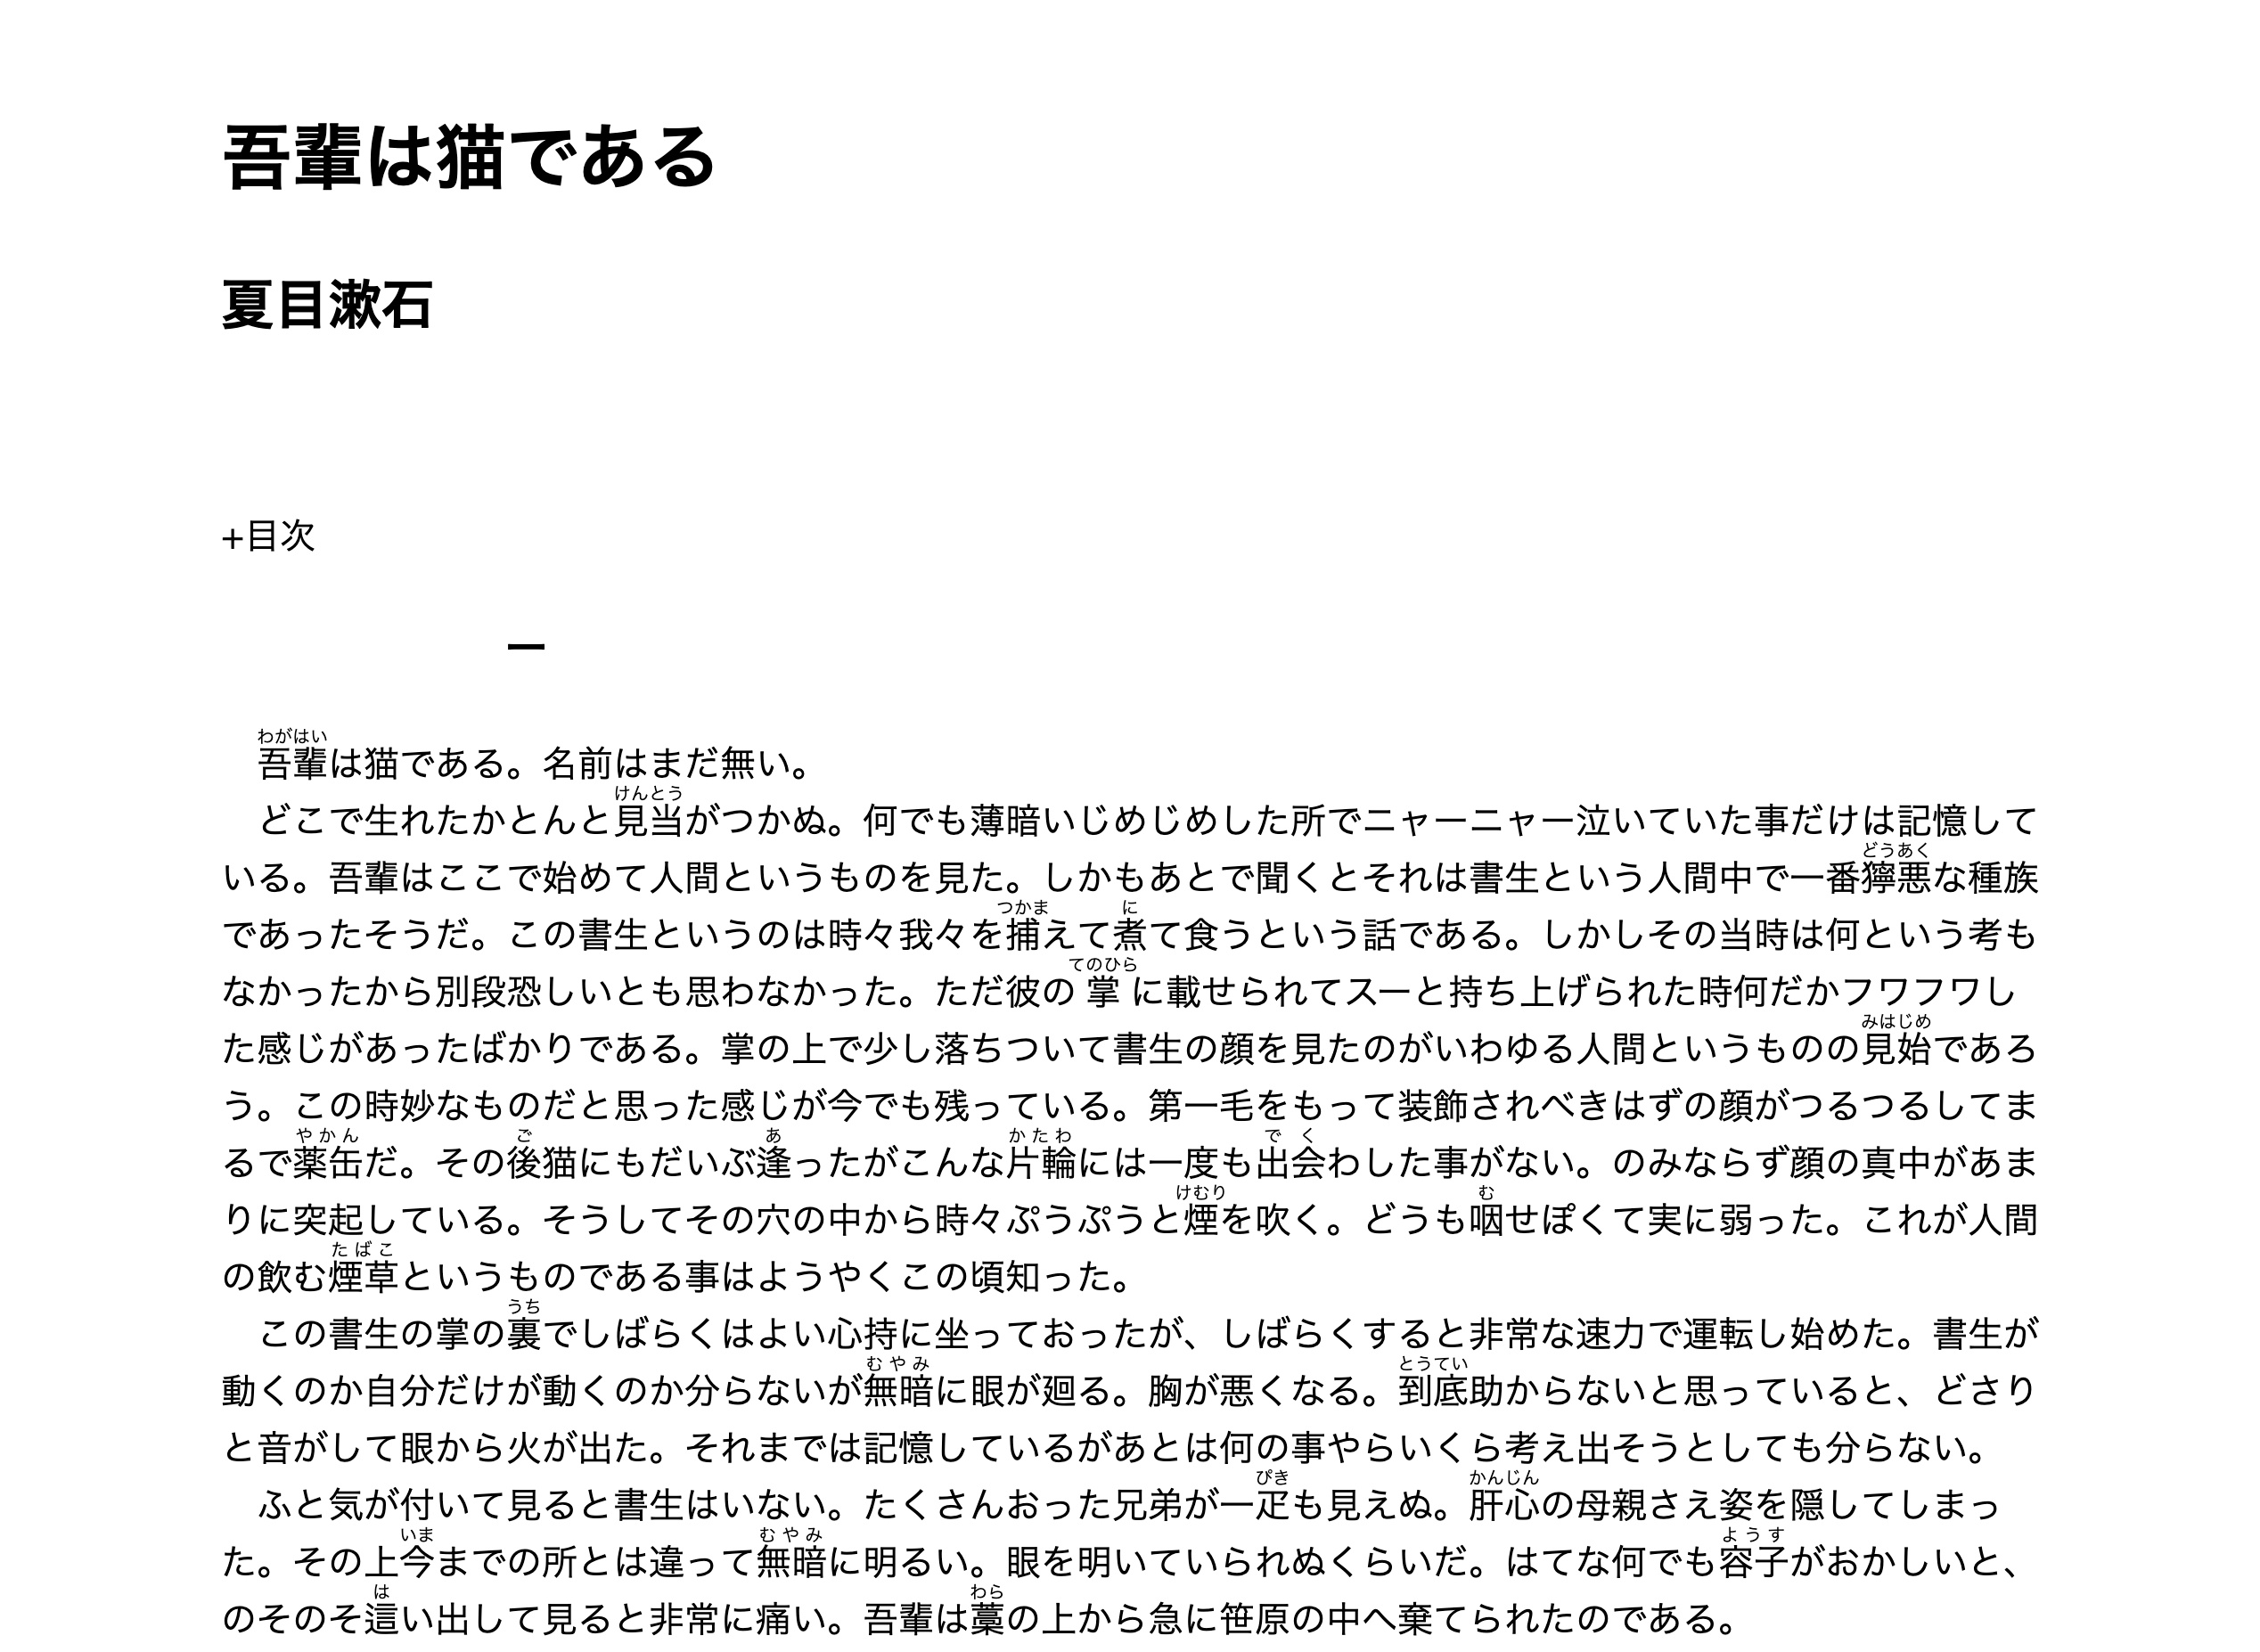 吾輩は猫である
夏目漱石
+目次
一
わがはい
吾輩は猫である。名前はまだ無い。
けんとう
どこで生れたかとんと見当がつかぬ。何でも薄暗いじめじめした所でニャーニャー泣いていた事だけは記憶して
どうあく
いる。吾輩はここで始めて人間というものを見た。しかもあとで聞くとそれは書生という人間中で一番獰悪な種族
つかま に
であったそうだ。この書生というのは時々我々を捕えて煮て食うという話である。しかしその当時は何という考も
てのひら
なかったから別段恐しいとも思わなかった。ただ彼の掌に載せられてスーと持ち上げられた時何だかフワフワし
みはじめ
た感じがあったばかりである。掌の上で少し落ちついて書生の顔を見たのがいわゆる人間というものの見始であろ
う。この時妙なものだと思った感じが今でも残っている。第一毛をもって装飾されべきはずの顔がつるつるしてま
やかん ご あ かたわ でく
るで薬缶だ。その後猫にもだいぶ逢ったがこんな片輪には一度も出会わした事がない。のみならず顔の真中があま
けむり む
りに突起している。そうしてその穴の中から時々ぷうぷうと煙を吹く。どうも咽せぽくて実に弱った。これが人間
たばこ
の飲む煙草というものである事はようやくこの頃知った。
うち
この書生の掌の裏でしばらくはよい心持に坐っておったが、しばらくすると非常な速力で運転し始めた。書生が
むやみ とうてい
動くのか自分だけが動くのか分らないが無暗に眼が廻る。胸が悪くなる。到底助からないと思っていると、どさり
と音がして眼から火が出た。それまでは記憶しているがあとは何の事やらいくら考え出そうとしても分らない。
ぴき かんじん
ふと気が付いて見ると書生はいない。たくさんおった兄弟が一疋も見えぬ。肝心の母親さえ姿を隠してしまっ
いま むやみ ようす
た。その上今までの所とは違って無暗に明るい。眼を明いていられぬくらいだ。はてな何でも容子がおかしいと、
は わら
のそのそ這い出して見ると非常に痛い。吾輩は藁の上から急に笹原の中へ棄てられたのである。